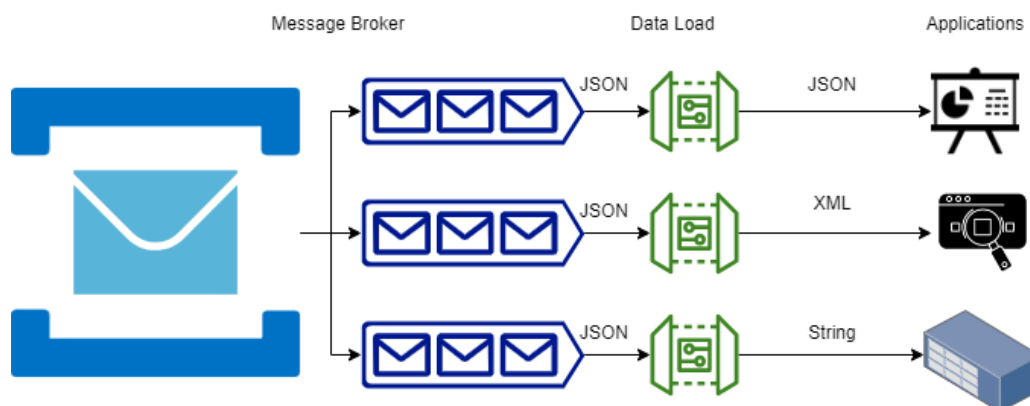 Message Broker
Data Load
Applications
JSON
JSON
JSON
XML
JSON
String